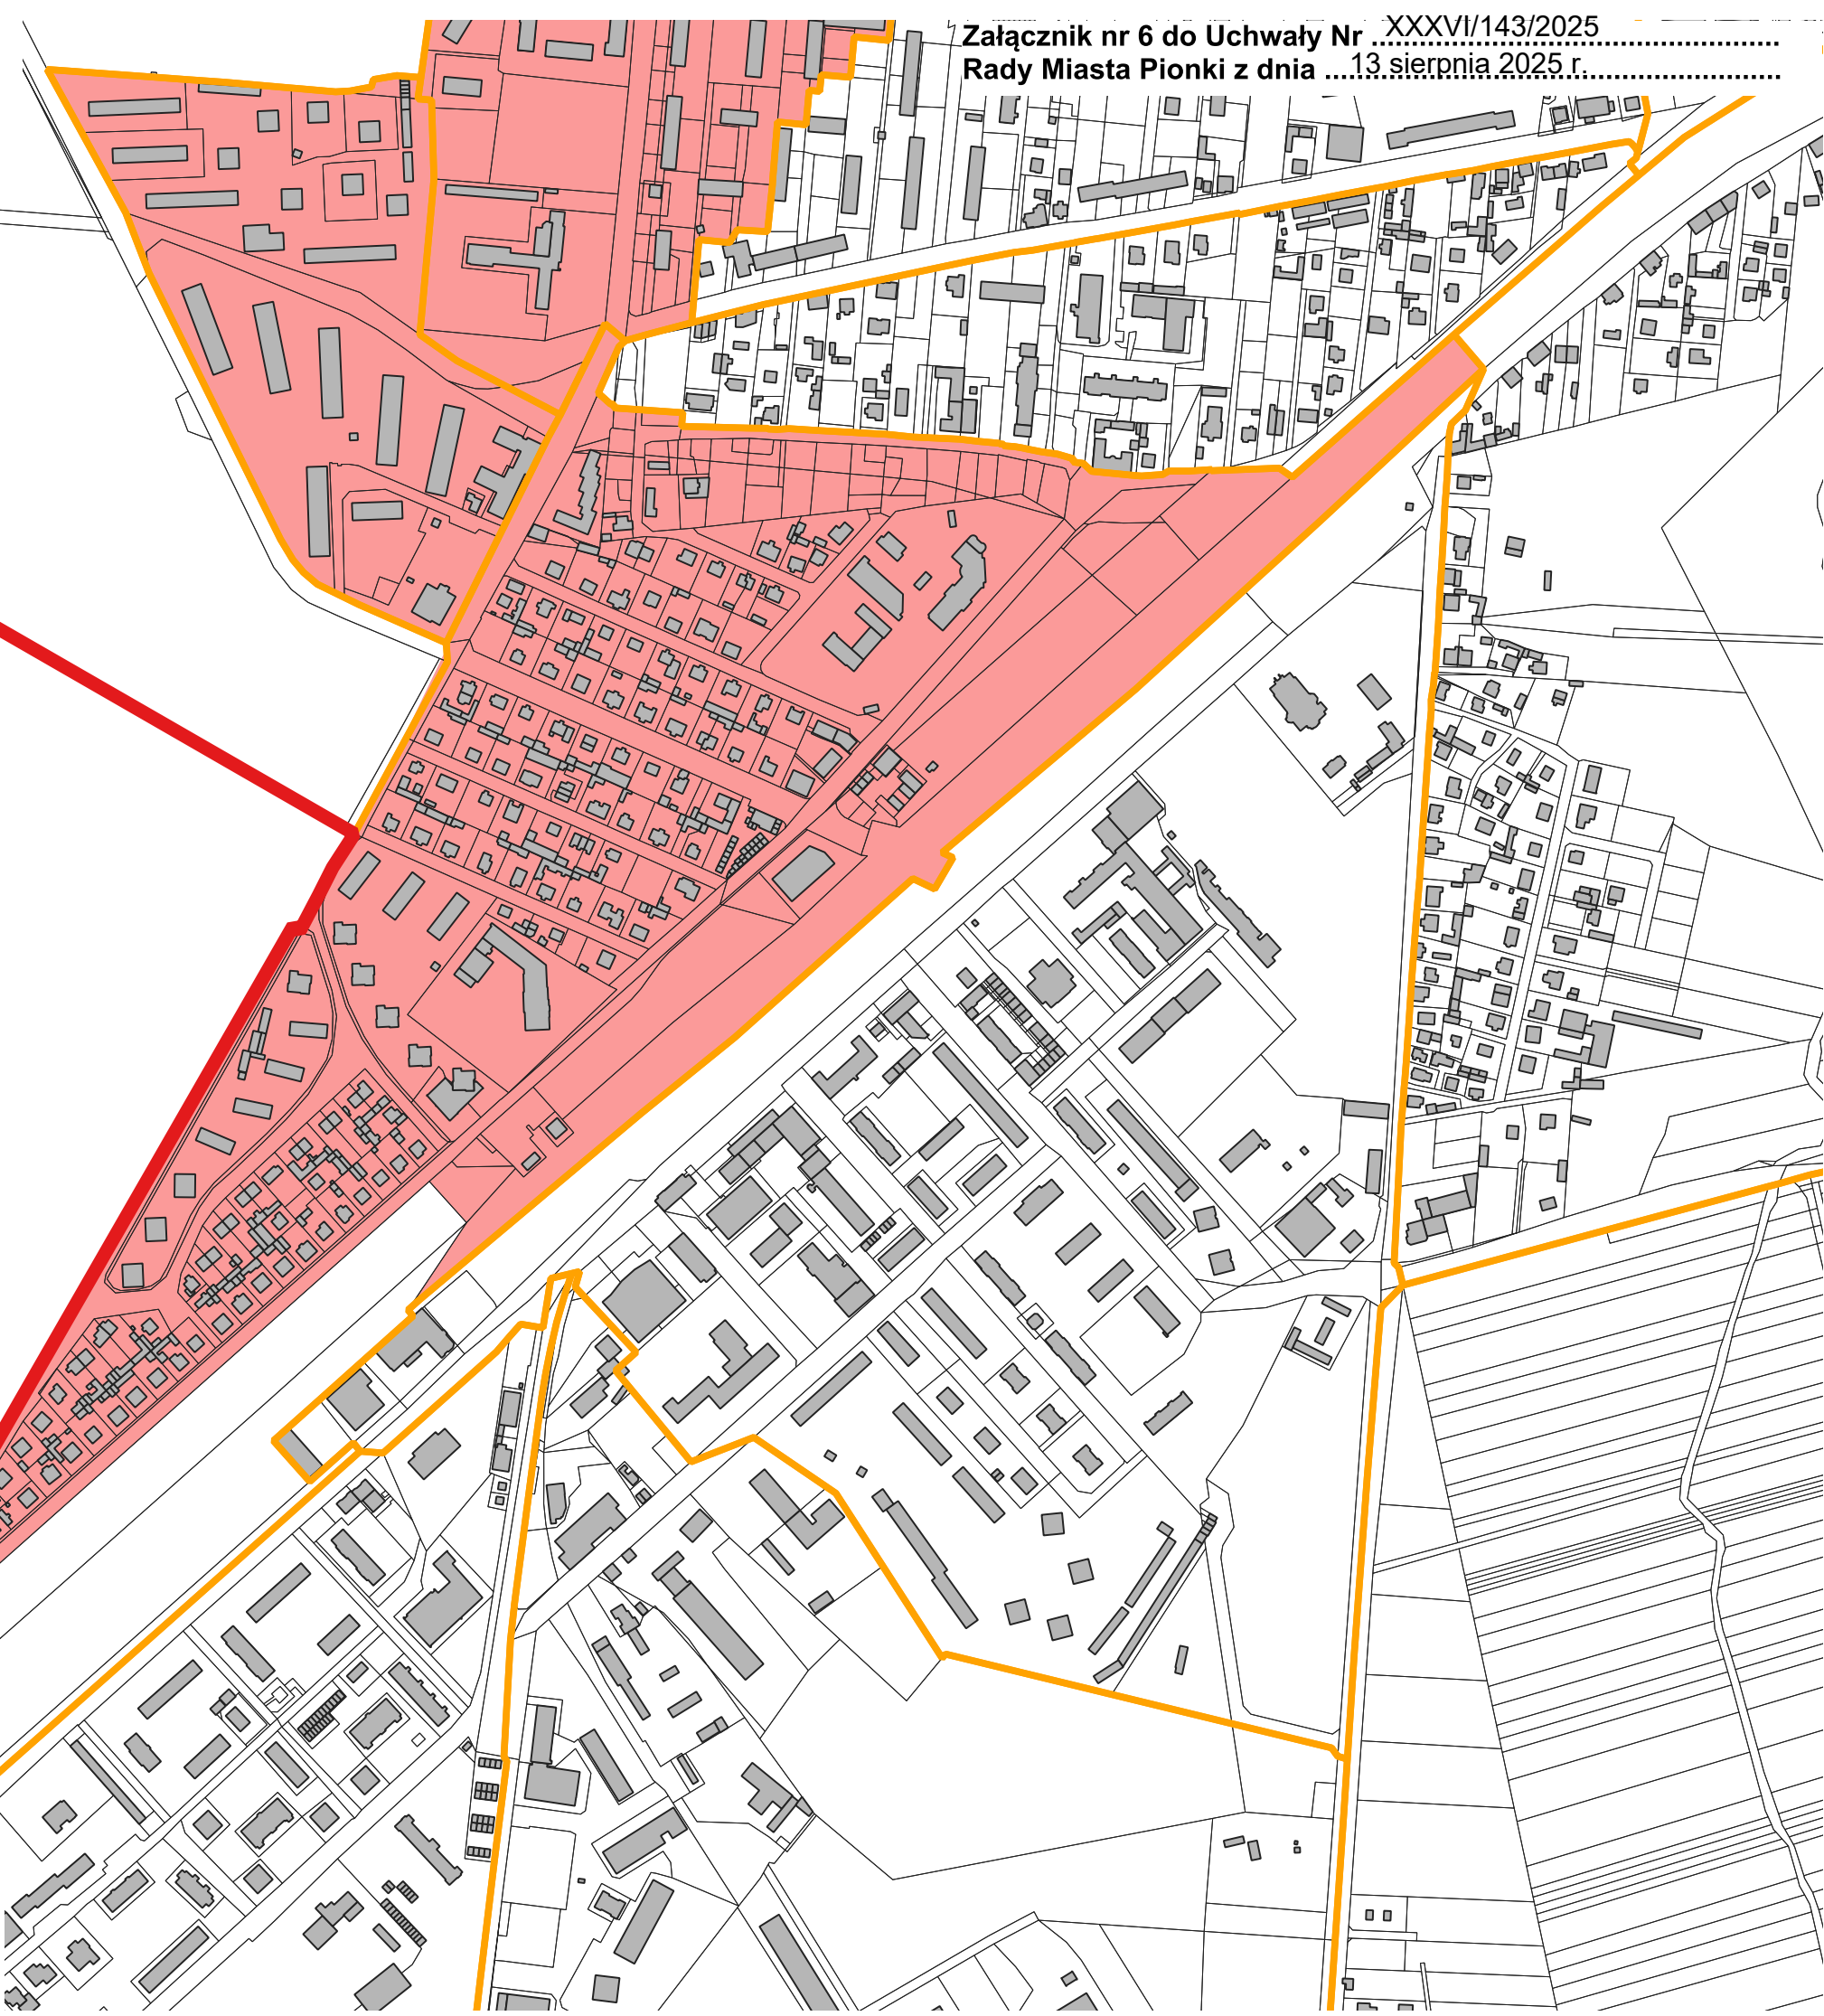 Załącznik nr 6 do Uchwały Nr ...XXXVI/143/2025...
Rady Miasta Pionki z dnia ...13 sierpnia 2025 r....